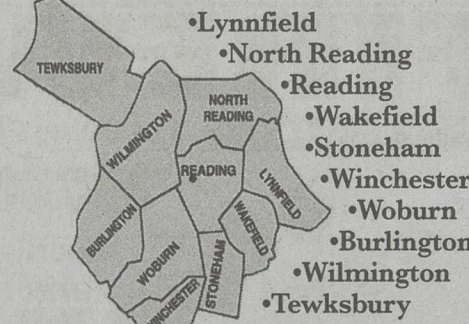 •Lynnfield
•North Reading
•Reading
•Wakefield
•Stoneham
•Winchester
•Woburn
•Burlington
•Wilmington
•Tewksbury
TEWKSBURY
NORTH
READING
WILMINGTON
READING
LYNNFIELD
BURLINGTON
WAKEFIELD
WOBURN
STONEHAM
WINCHESTER